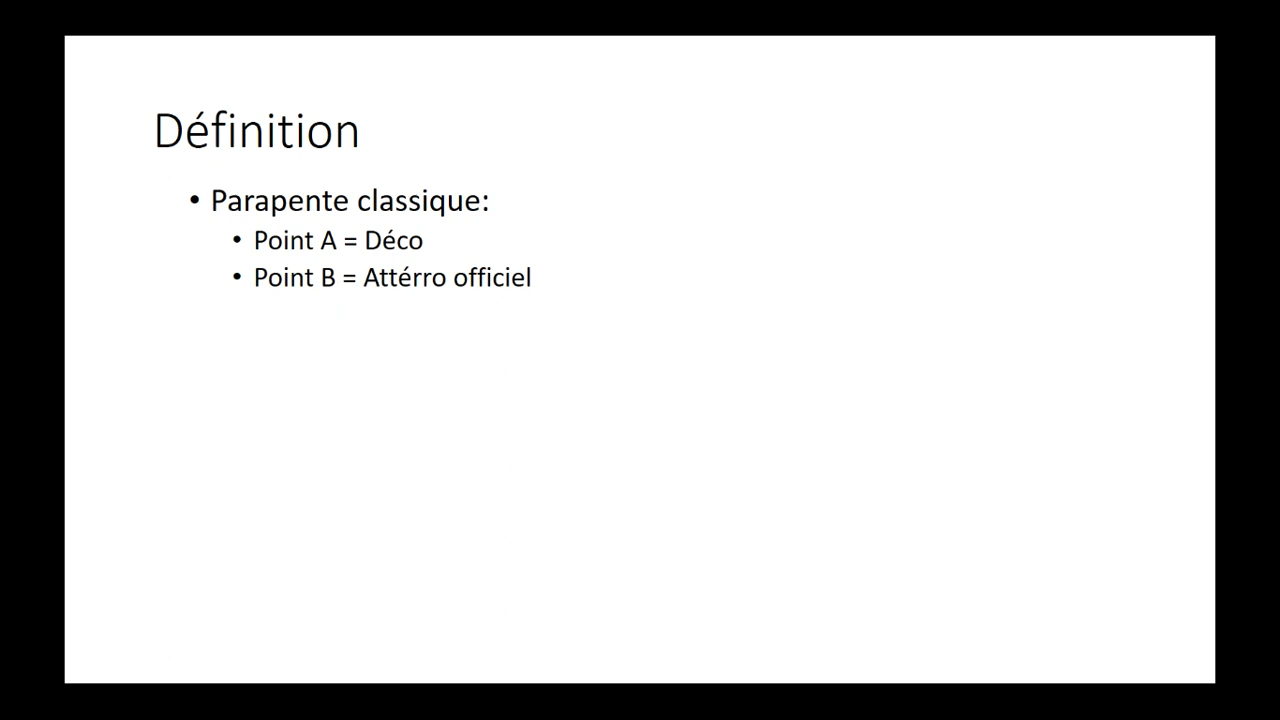 Définition
• Parapente classique:
• Point A = Déco
• Point B = Attérro officiel